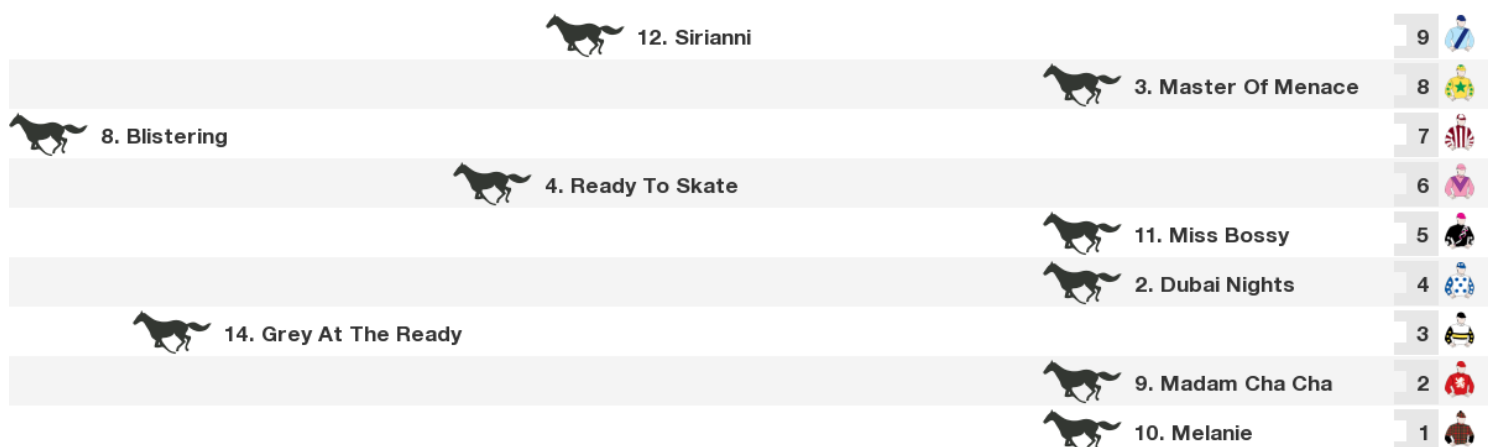 12. Sirianni 9
3. Master Of Menace 8
8. Blistering 7
4. Ready To Skate 6
11. Miss Bossy 5
2. Dubai Nights 4
14. Grey At The Ready 3
9. Madam Cha Cha 2
10. Melanie 1